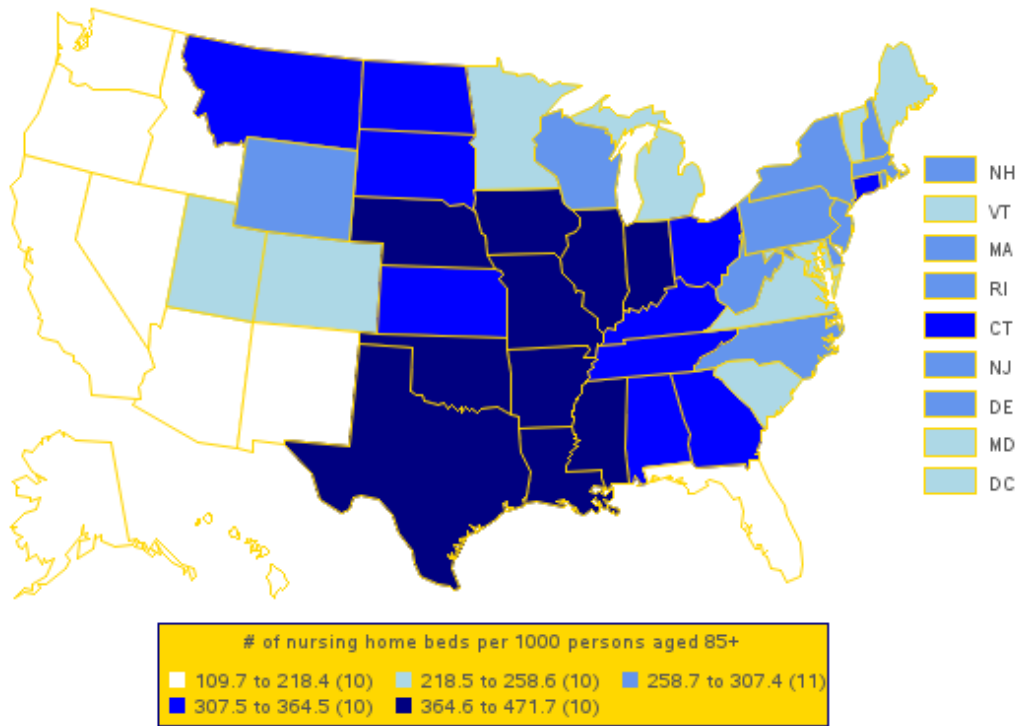 NH
VT
MA
RI
CT
NJ
DE
MD
DC
# of nursing home beds per 1000 persons aged 85+
109.7 to 218.4 (10) 218.5 to 258.6 (10) 258.7 to 307.4 (11)
307.5 to 364.5 (10) 364.6 to 471.7 (10)